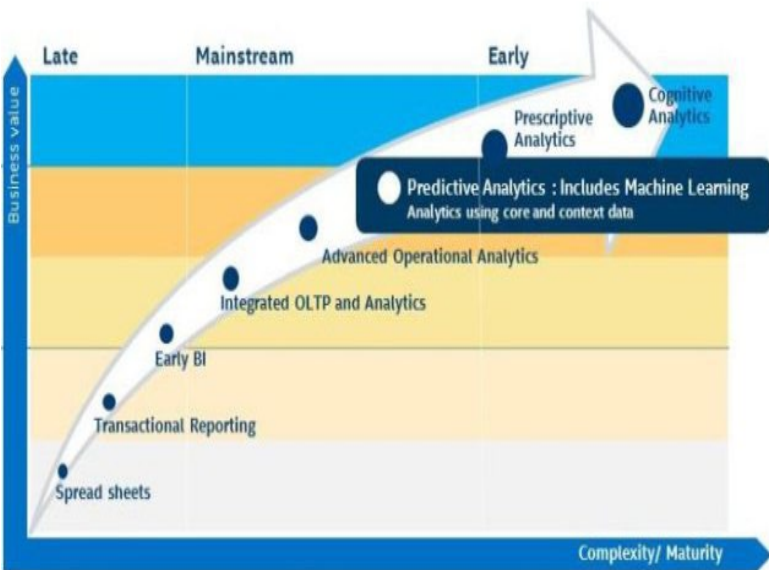 Late
Mainstream
Early
Business value
Cognitive
Analytics
Prescriptive
Analytics
Predictive Analytics : Includes Machine Learning
Analytics using core and context data
Advanced Operational Analytics
Integrated OLTP and Analytics
Early BI
Transactional Reporting
Spread sheets
Complexity/ Maturity